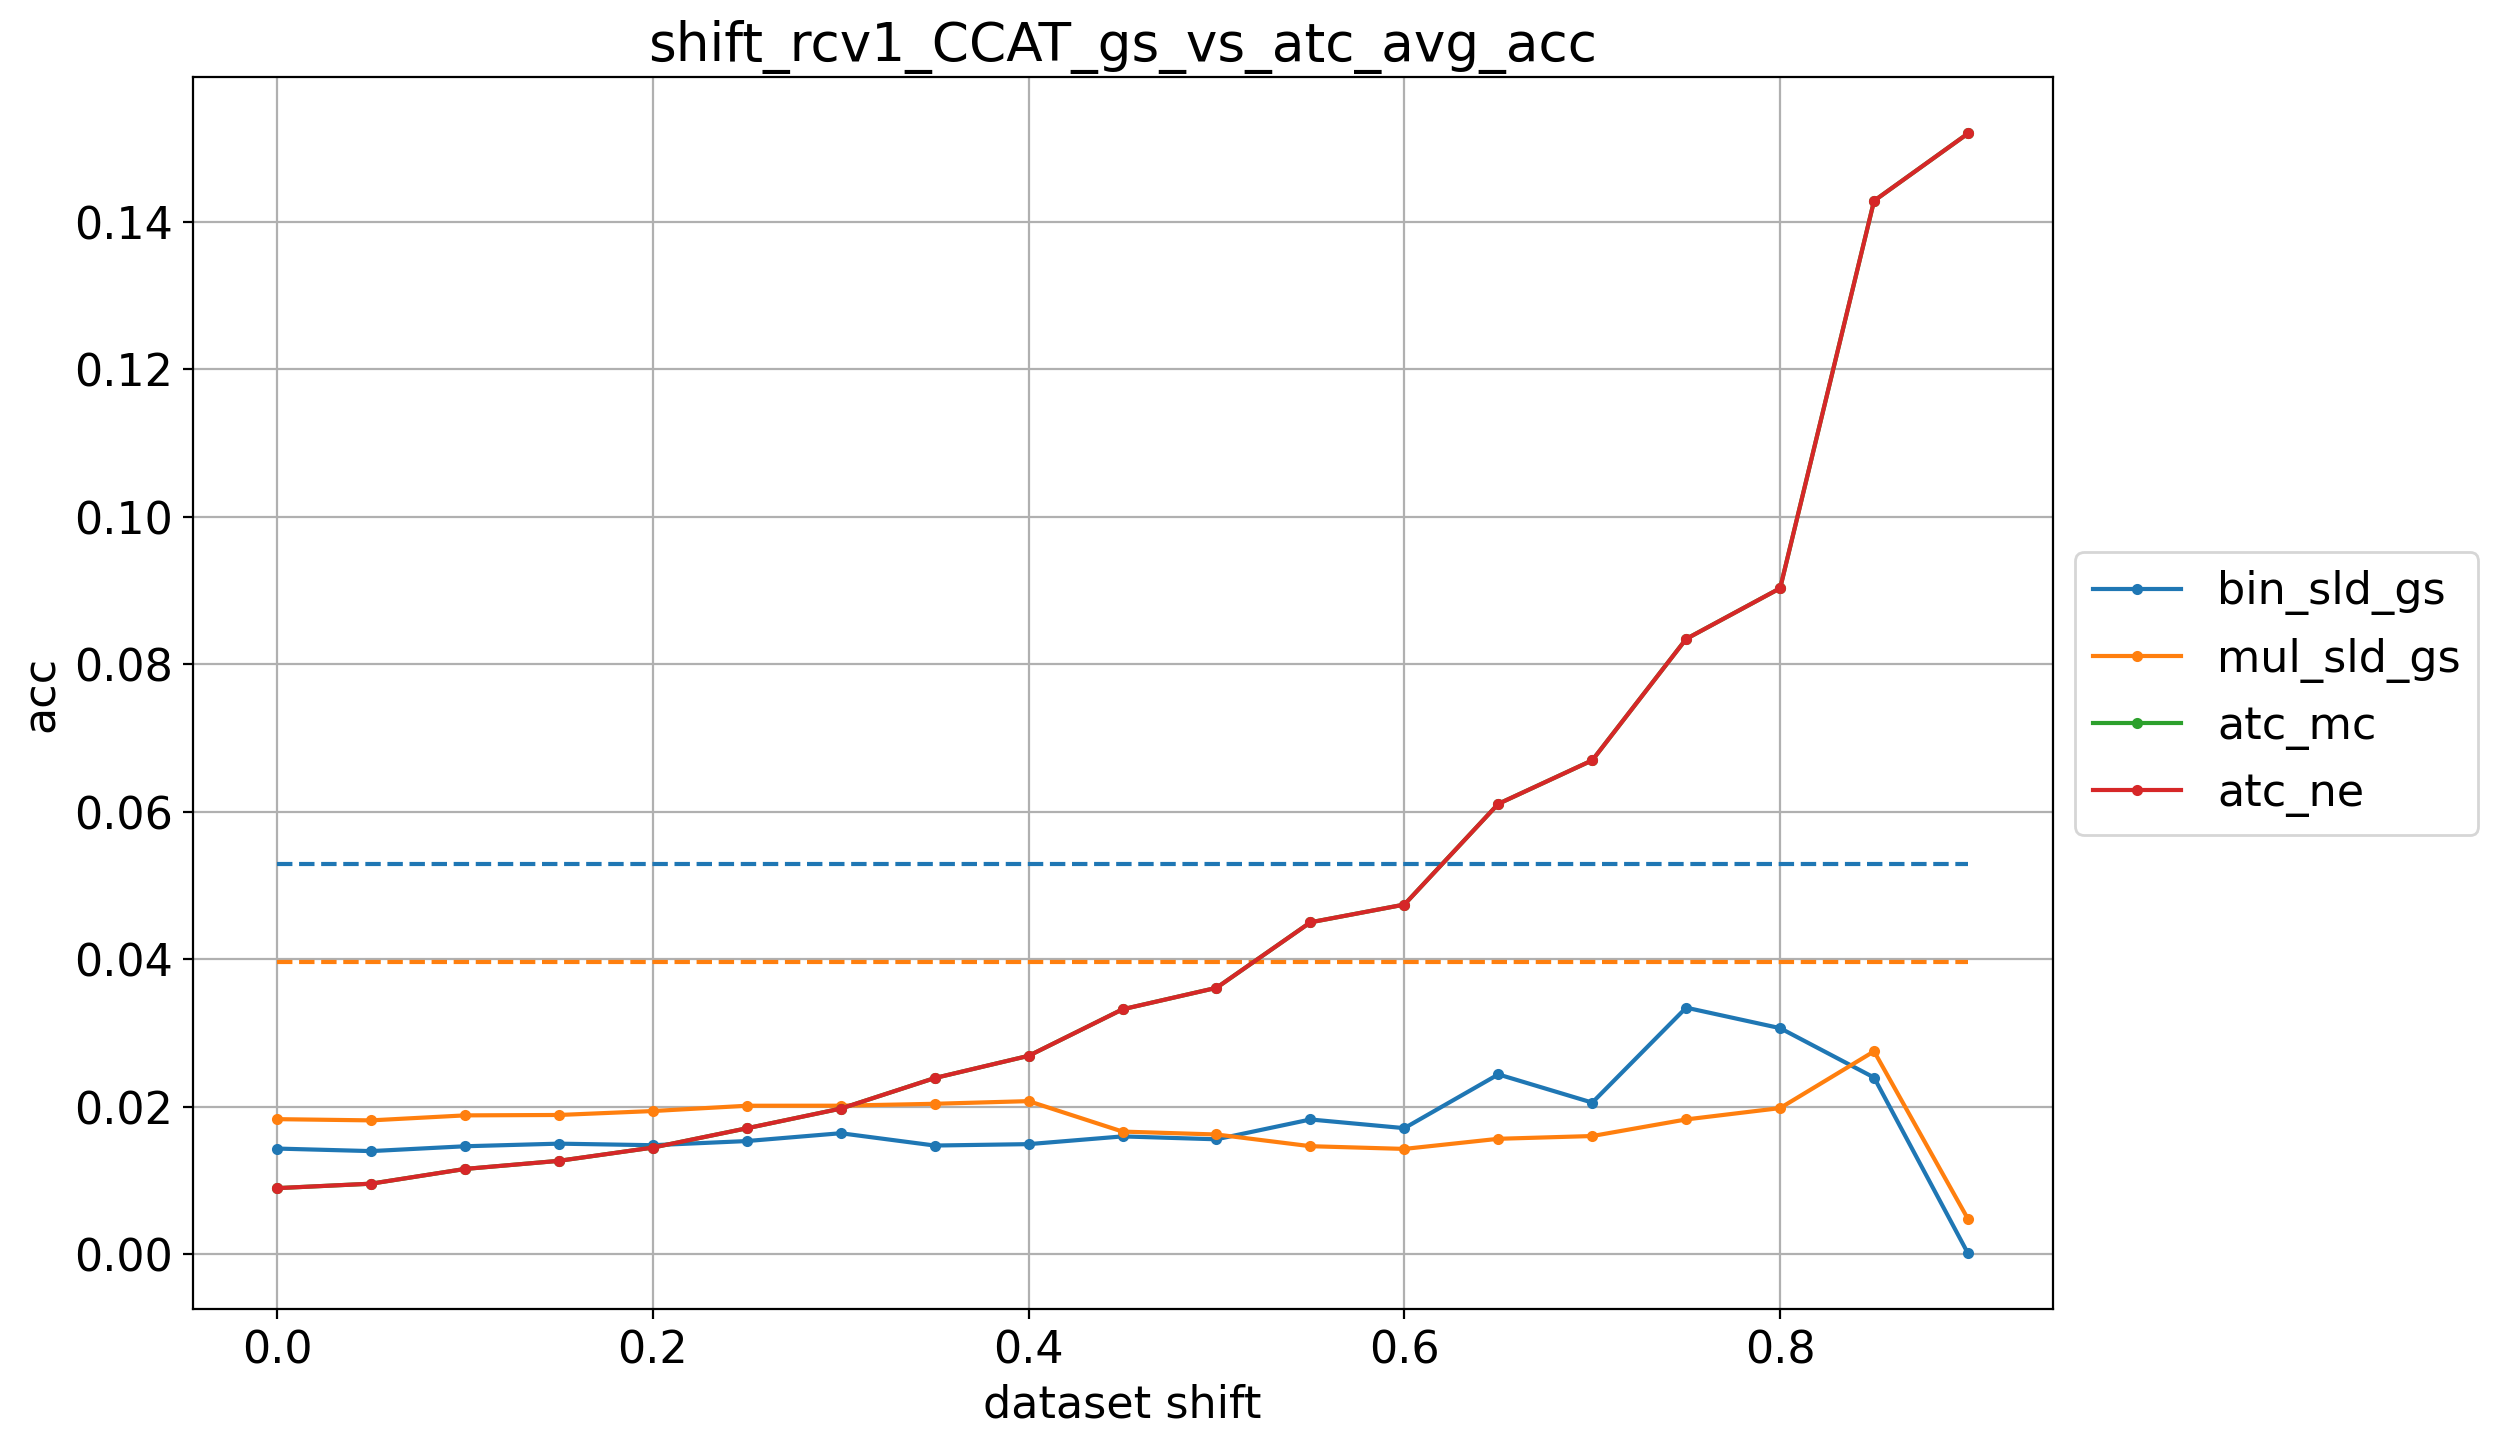 shift_rcv1_CCAT_gs_vs_atc_avg_acc
0.14
0.12
0.10
0.08
0.06
0.04
0.02
0.00
acc
0.0 0.2 0.4 0.6 0.8
dataset shift
bin_sld_gs
mul_sld_gs
atc_mc
atc_ne